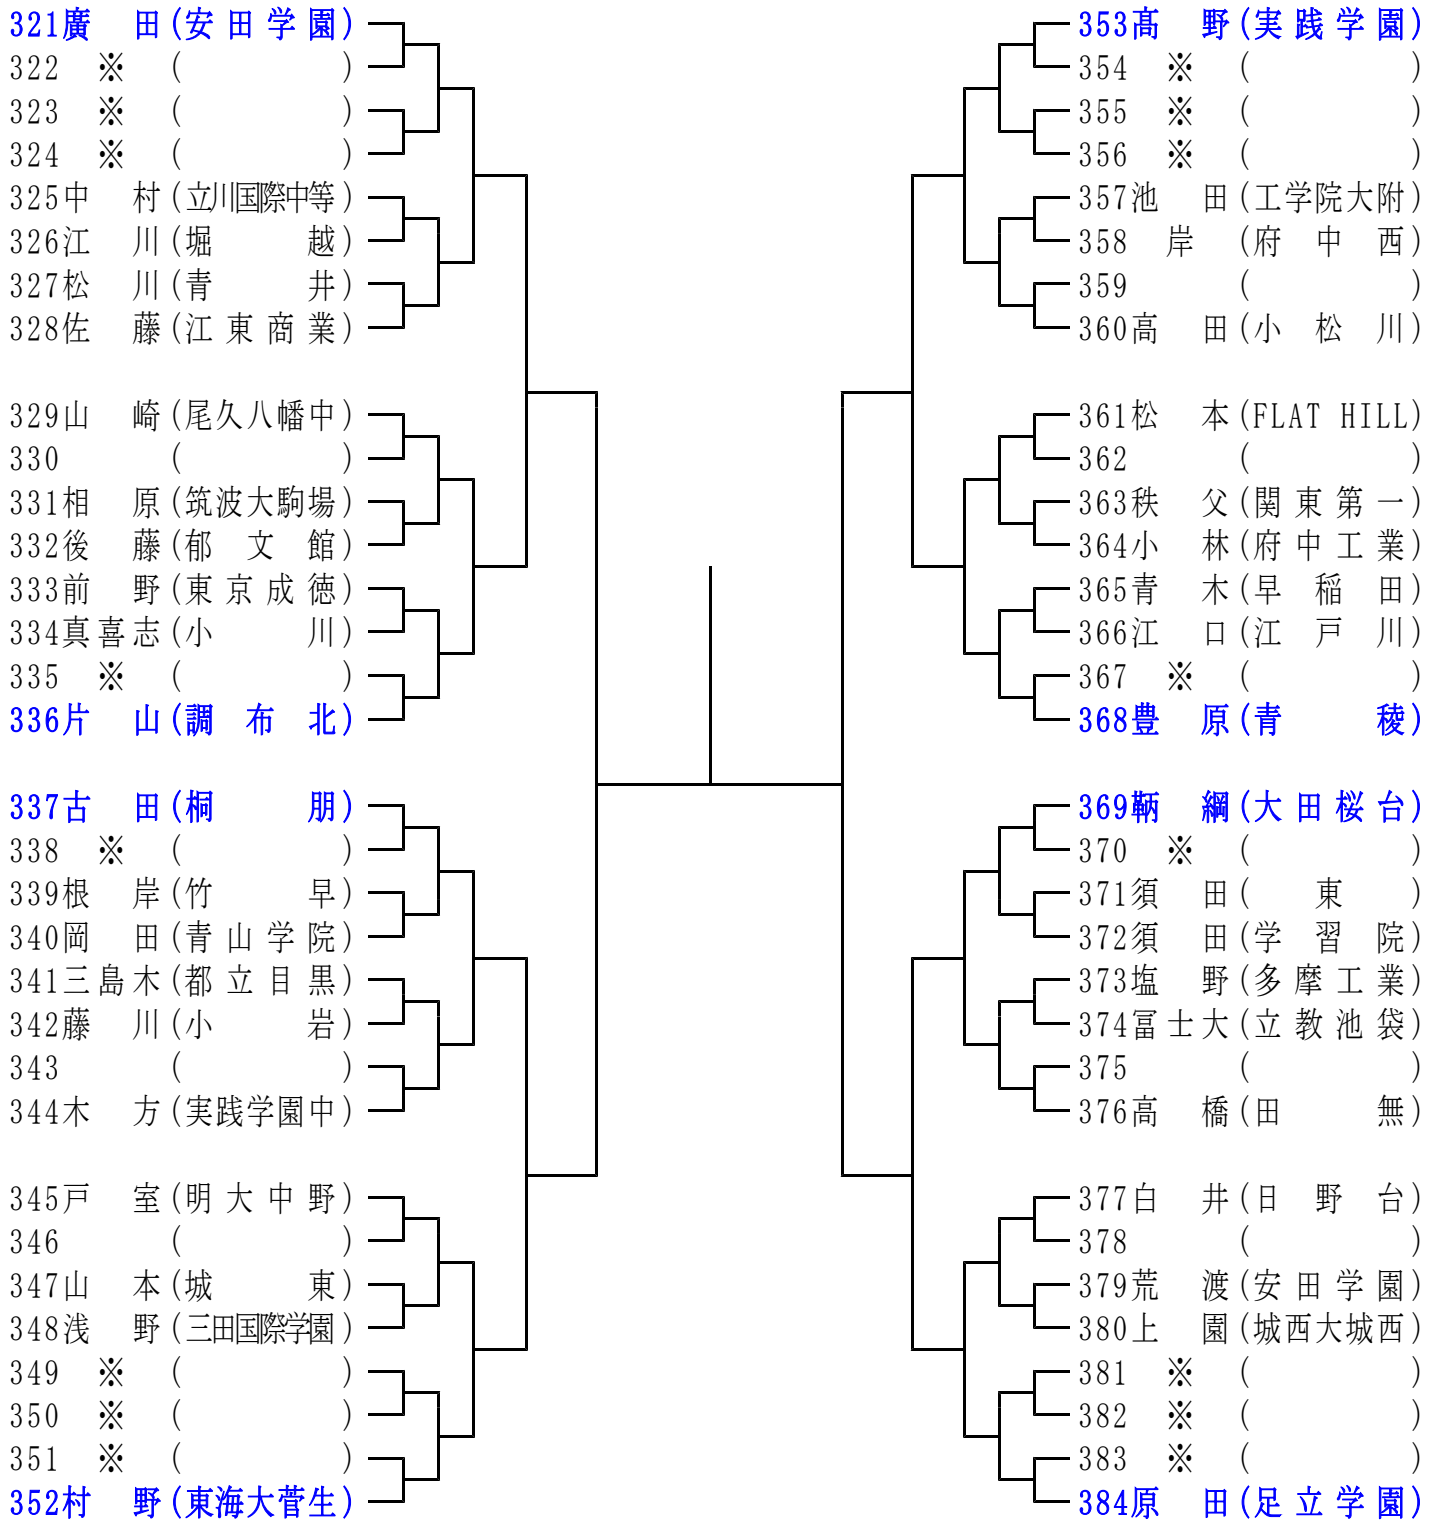 321廣　田(安田学園)
322　※　(　　　　)
323　※　(　　　　)
324　※　(　　　　)
325中　村(立川国際中等)
326江　川(堀　　越)
327松　川(青　　井)
328佐　藤(江東商業)
329山　崎(尾久八幡中)
330　　　(　　　　)
331相　原(筑波大駒場)
332後　藤(郁文館)
333前　野(東京成徳)
334真喜志(小　　川)
335　※　(　　　　)
336片　山(調布北)
337古　田(桐　　朋)
338　※　(　　　　)
339根　岸(竹　　早)
340岡　田(青山学院)
341三島木(都立目黒)
342藤　川(小　　岩)
343　　　(　　　　)
344木　方(実践学園中)
345戸　室(明大中野)
346　　　(　　　　)
347山　本(城　　東)
348浅　野(三田国際学園)
349　※　(　　　　)
350　※　(　　　　)
351　※　(　　　　)
352村　野(東海大菅生)
353髙　野(実践学園)
354　※　(　　　　)
355　※　(　　　　)
356　※　(　　　　)
357池　田(工学院大附)
358　岸　(府中西)
359　　　(　　　　)
360高　田(小松川)
361松　本(FLAT HILL)
362　　　(　　　　)
363秩　父(関東第一)
364小　林(府中工業)
365青　木(早稲田)
366江　口(江戸川)
367　※　(　　　　)
368豊　原(青　　稜)
369鞆　綱(大田桜台)
370　※　(　　　　)
371須　田(　東　)
372須　田(学習院)
373塩　野(多摩工業)
374冨士大(立教池袋)
375　　　(　　　　)
376高　橋(田　　無)
377白　井(日野台)
378　　　(　　　　)
379荒　渡(安田学園)
380上　園(城西大城西)
381　※　(　　　　)
382　※　(　　　　)
383　※　(　　　　)
384原　田(足立学園)